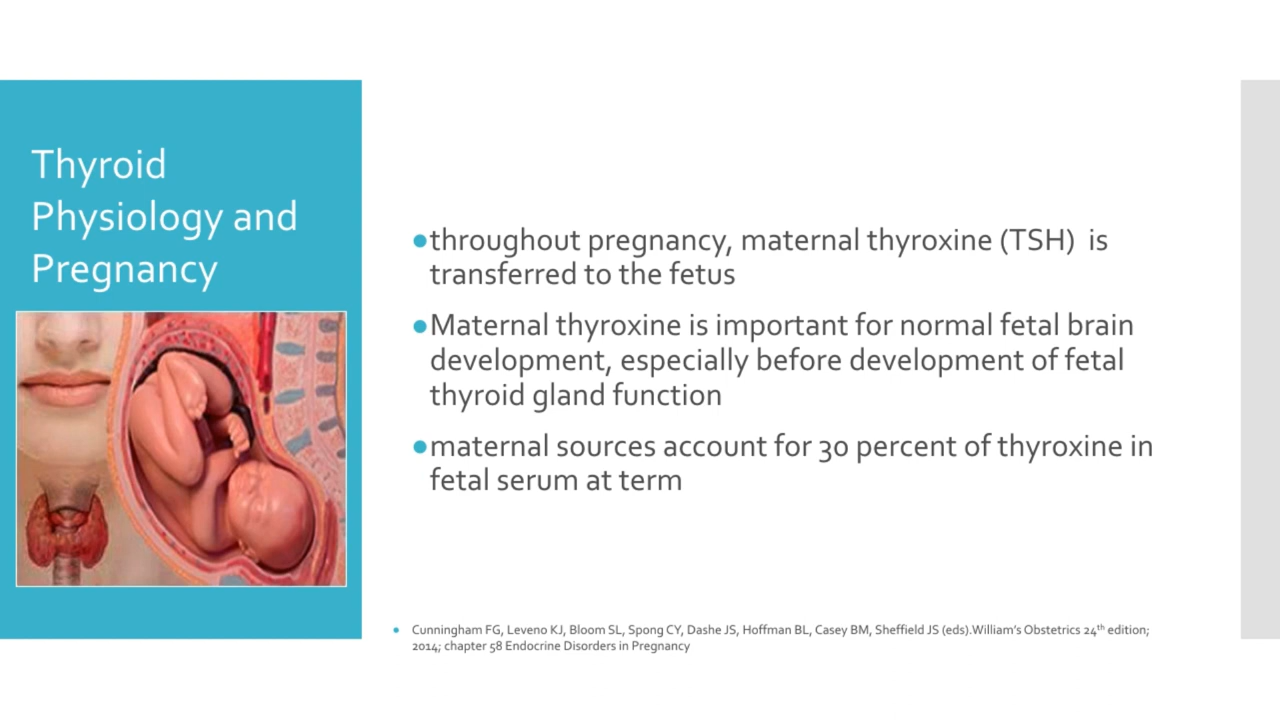 Thyroid
Physiology and
Pregnancy
●throughout pregnancy, maternal thyroxine (TSH) is
transferred to the fetus
●Maternal thyroxine is important for normal fetal brain
development, especially before development of fetal
thyroid gland function
●maternal sources account for 30 percent of thyroxine in
fetal serum at term
● Cunningham FG, Leveno KJ, Bloom SL, Spong CY, Dashe JS, Hoffman BL, Casey BM, Sheffield JS (eds).William's Obstetrics 24th edition;
2014; chapter 58 Endocrine Disorders in Pregnancy